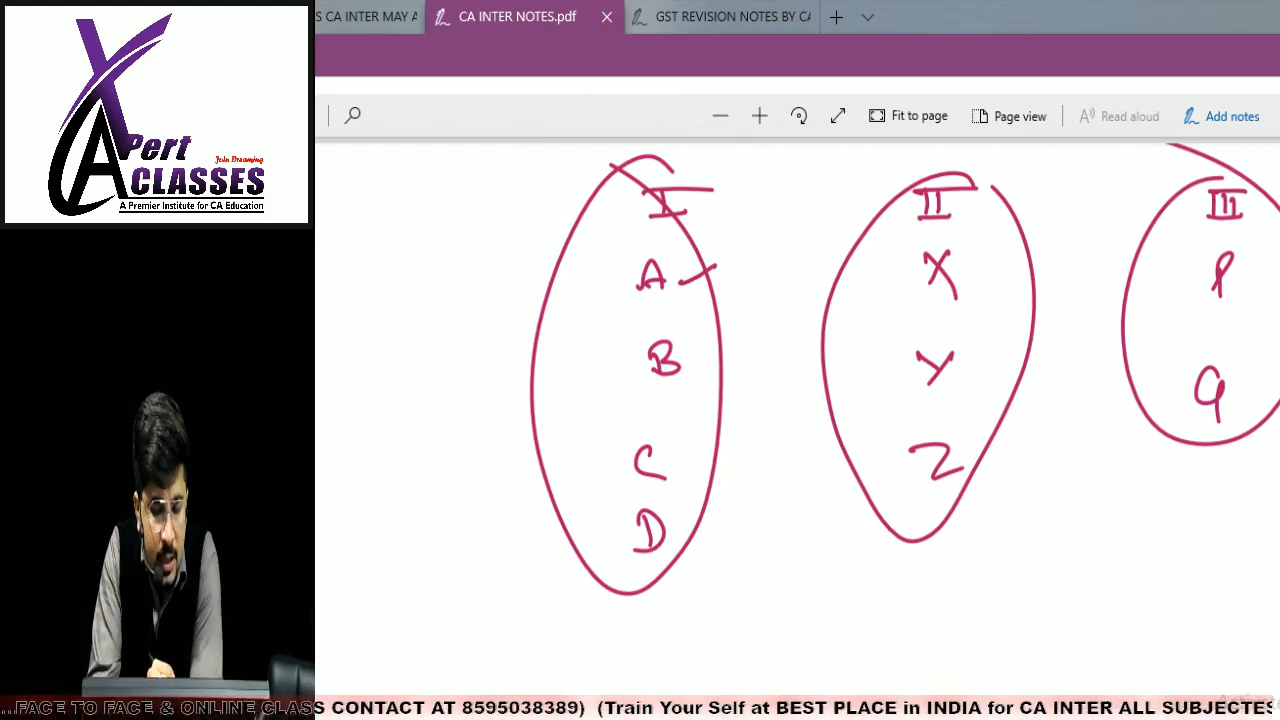 S CA INTER MAY A
CA INTER NOTES.pdf
GST REVISION NOTES BY CA
XPert
Join Dreaming
CA CLASSES
A Premier Institute for CA Education
Fit to page
Page view
Read aloud
Add notes
I
II
III
A
X
P
B
Y
Q
C
Z
D
...FACE TO FACE & ONLINE CLASS CONTACT AT 8595038389) (Train Your Self at BEST PLACE in INDIA for CA INTER ALL SUBJECTES